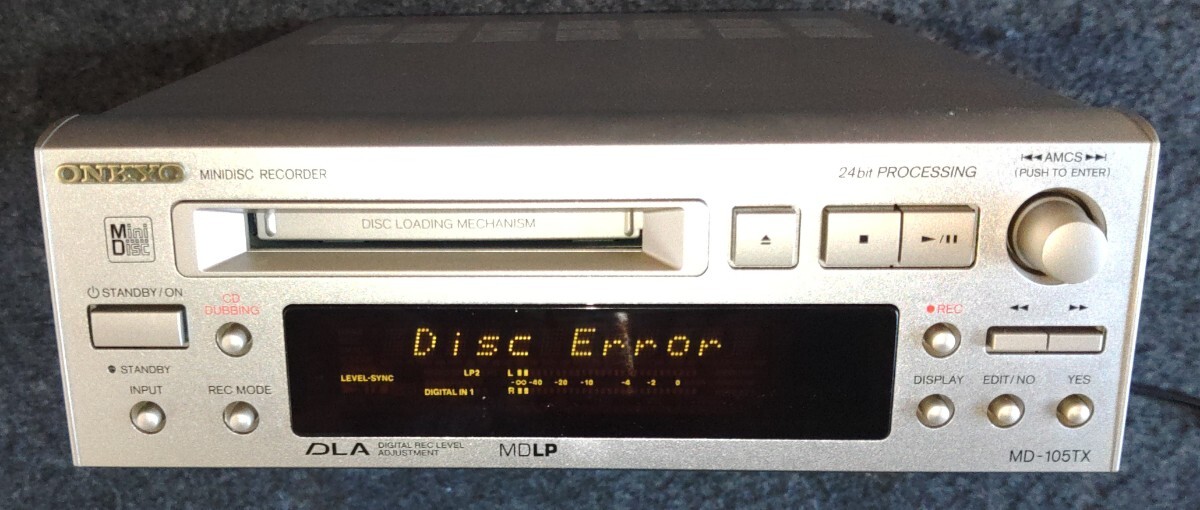 ONKYO MINIDISC RECORDER
24bit PROCESSING
AMCS
(PUSH TO ENTER)
Mini
Disc
DISC LOADING MECHANISM
STANDBY/ON
CD
DUBBING
REC
Disc Error
LP2 L
LEVEL-SYNC
-∞ -40 -20 -10 -4 -2 0
DIGITAL IN 1 R
STANDBY
INPUT
REC MODE
DISPLAY
EDIT/NO
YES
DLA DIGITAL REC LEVEL
ADJUSTMENT
MDLP
MD-105TX